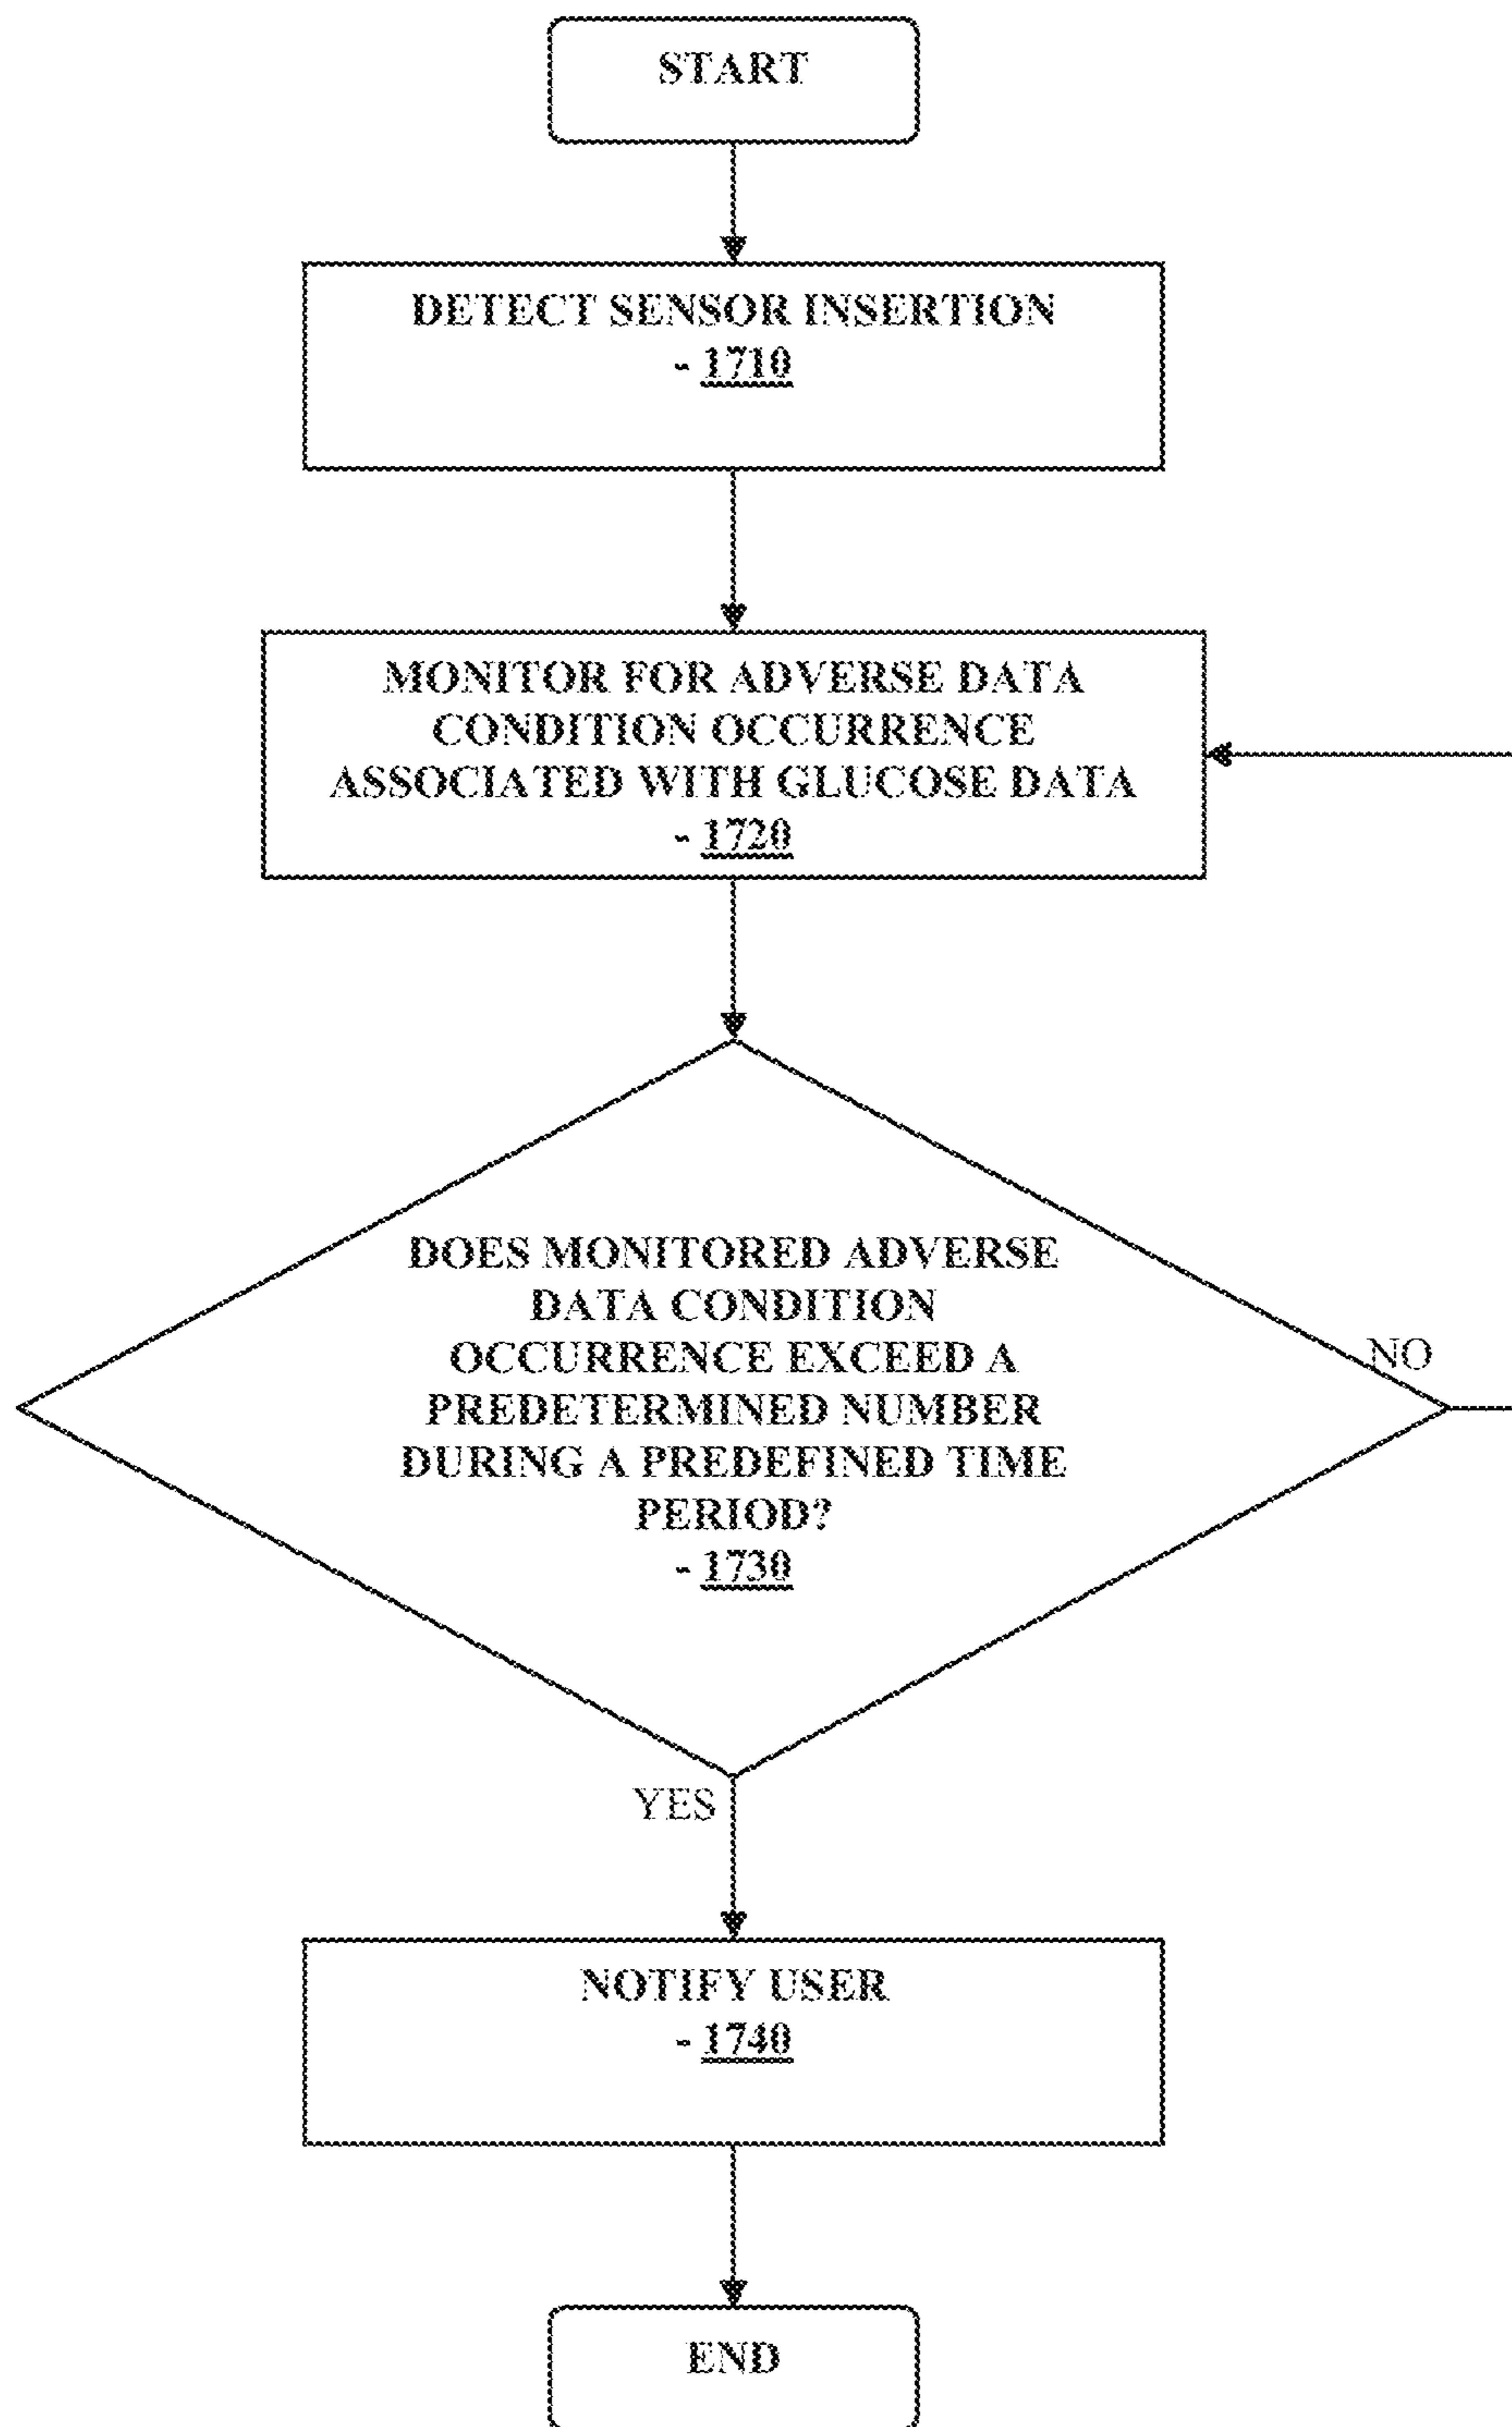 START
DETECT SENSOR INSERTION
- 1710
MONITOR FOR ADVERSE DATA
CONDITION OCCURRENCE
ASSOCIATED WITH GLUCOSE DATA
- 1720
DOES MONITORED ADVERSE
DATA CONDITION
OCCURRENCE EXCEED A
PREDETERMINED NUMBER
DURING A PREDEFINED TIME
PERIOD?
- 1730
NO
YES
NOTIFY USER
- 1740
END